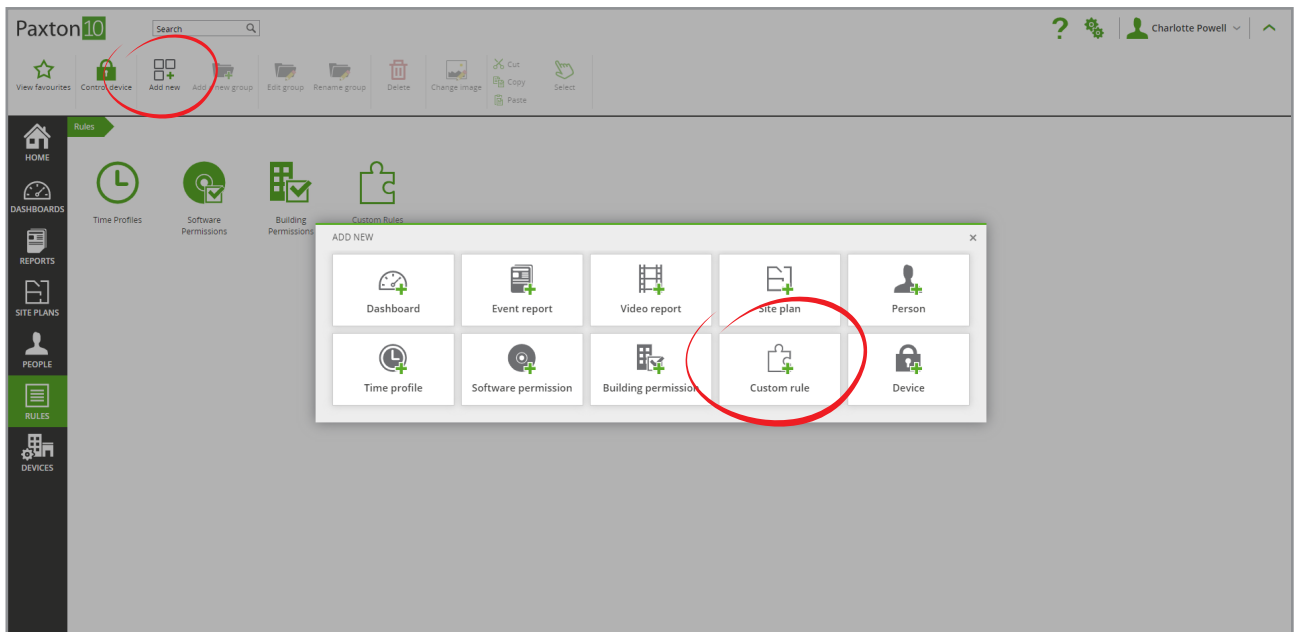 Paxton10
Search
Charlotte Powell
View favourites
Control device
Add new
Add a new group
Edit group
Rename group
Delete
Change image
Cut
Copy
Paste
Select
HOME
DASHBOARDS
REPORTS
SITE PLANS
PEOPLE
RULES
DEVICES
Rules
Time Profiles
Software
Permissions
Building
Permissions
Custom Rules
ADD NEW
Dashboard
Event report
Video report
Site plan
Person
Time profile
Software permission
Building permission
Custom rule
Device